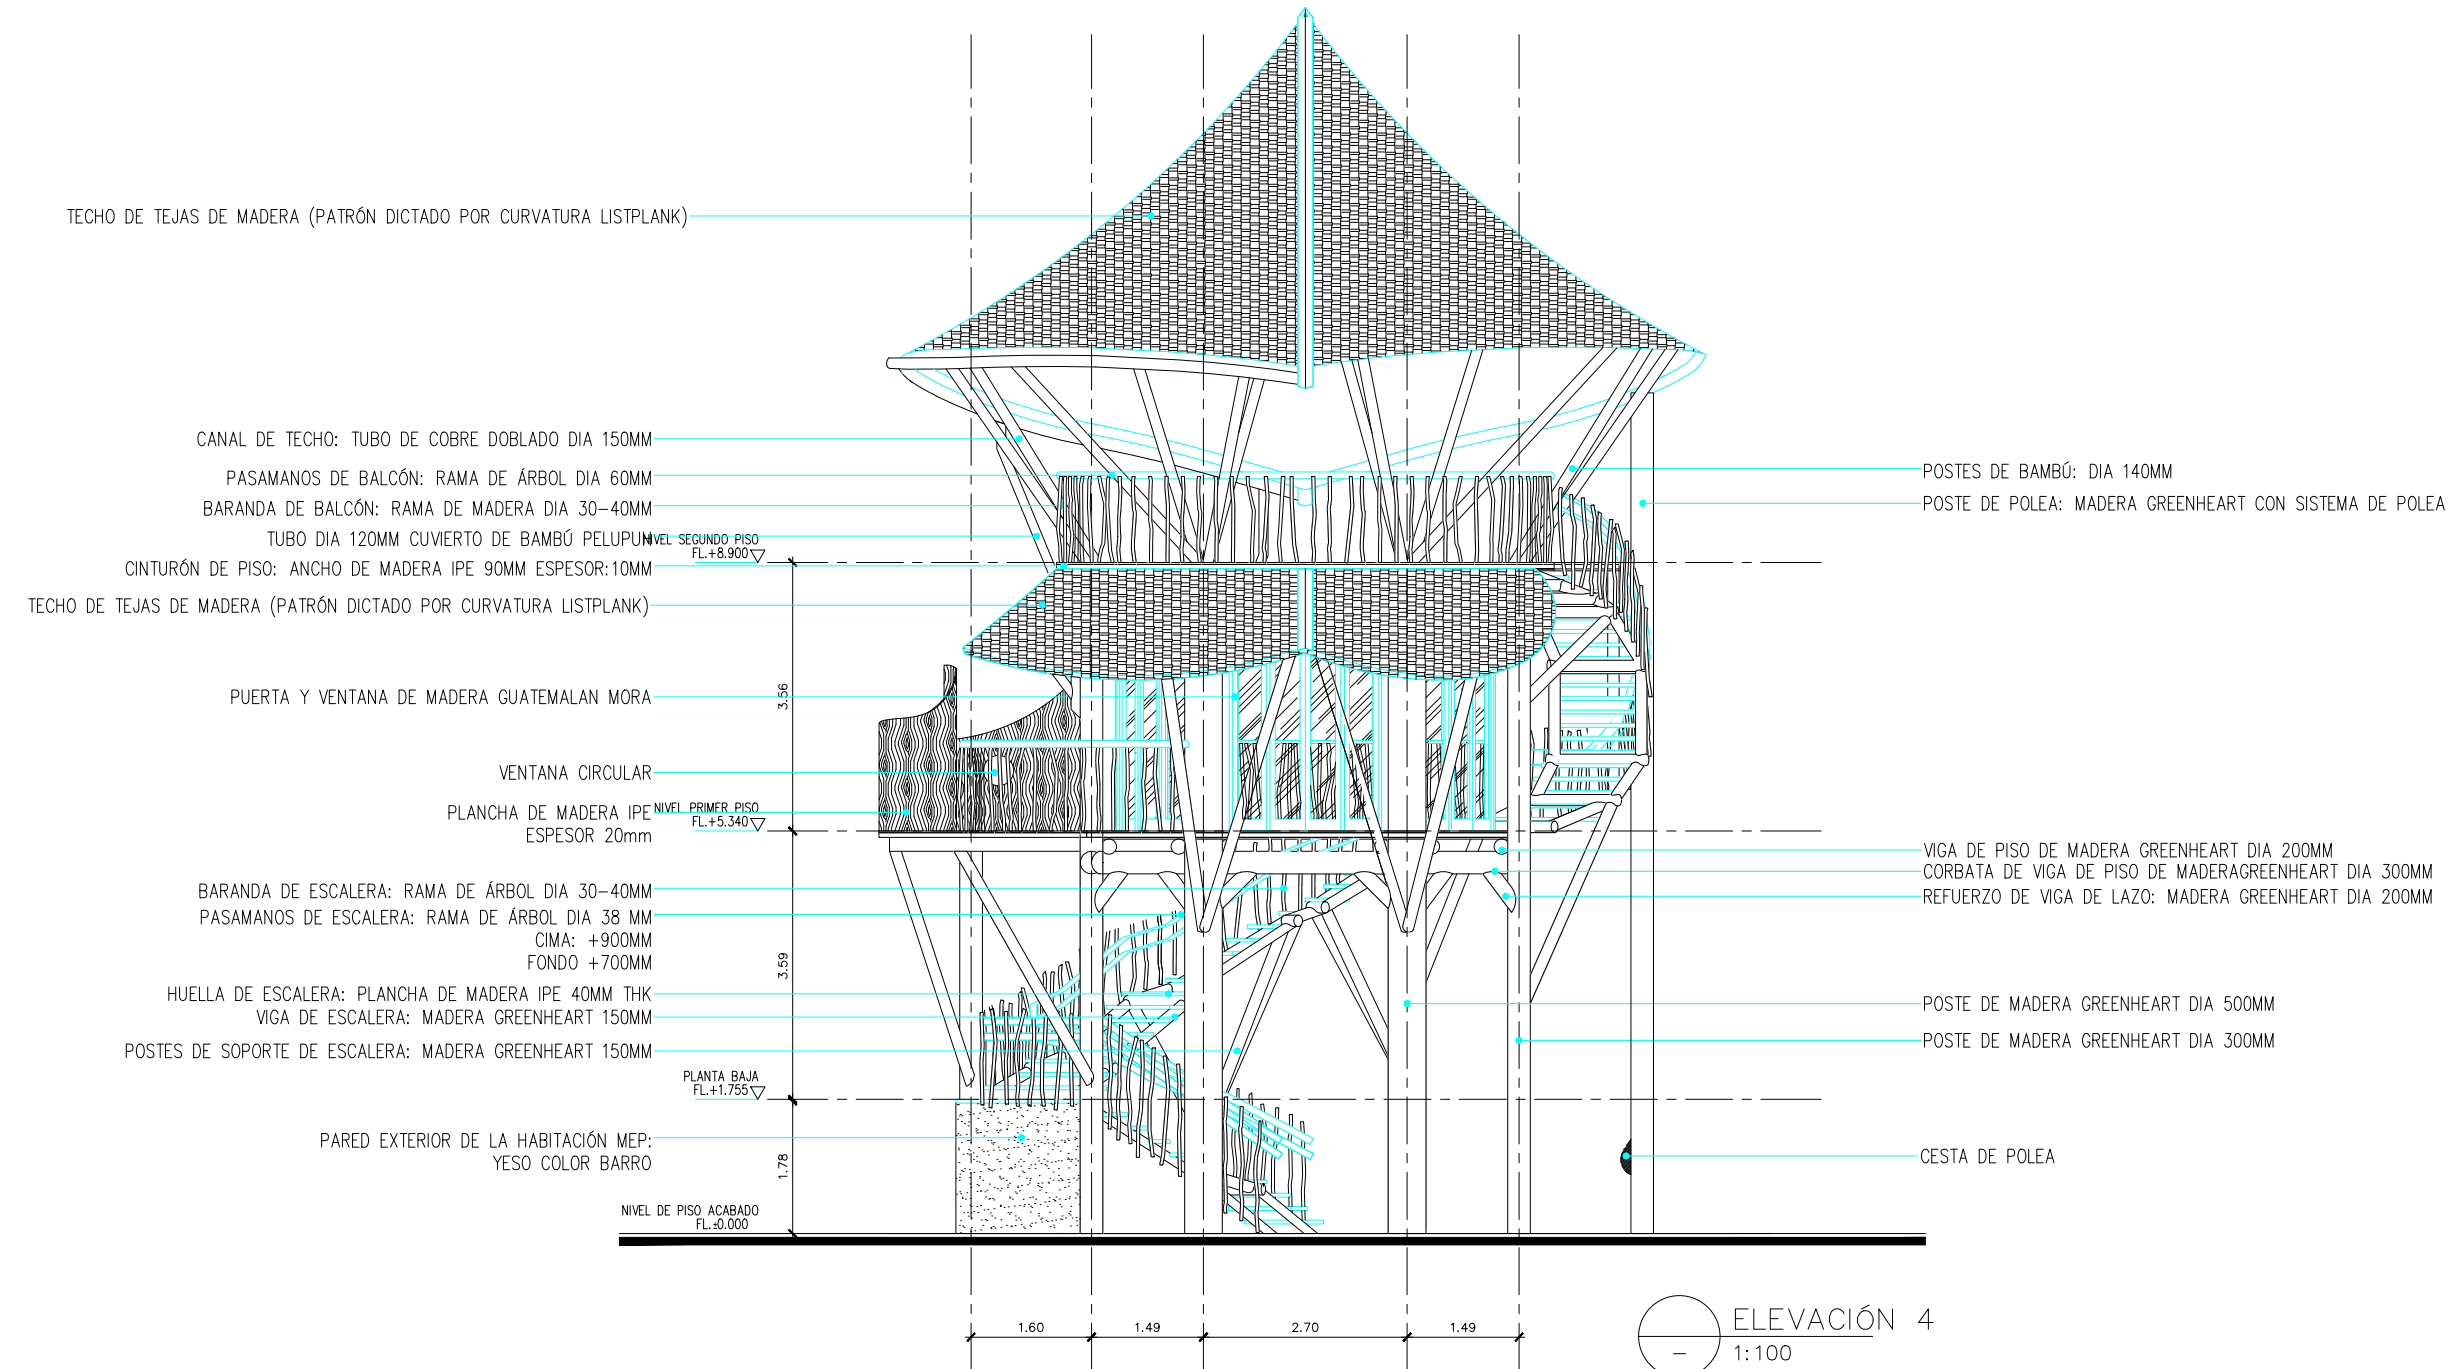 TECHO DE TEJAS DE MADERA (PATRÓN DICTADO POR CURVATURA LISTPLANK)
CANAL DE TECHO: TUBO DE COBRE DOBLADO DIA 150MM
PASAMANOS DE BALCÓN: RAMA DE ÁRBOL DIA 60MM
BARANDA DE BALCÓN: RAMA DE MADERA DIA 30-40MM
TUBO DIA 120MM CUVIERTO DE BAMBÚ PELUPUN
NIVEL SEGUNDO PISO
FL.+8.900
CINTURÓN DE PISO: ANCHO DE MADERA IPE 90MM ESPESOR:10MM
TECHO DE TEJAS DE MADERA (PATRÓN DICTADO POR CURVATURA LISTPLANK)
PUERTA Y VENTANA DE MADERA GUATEMALAN MORA
3.56
VENTANA CIRCULAR
PLANCHA DE MADERA IPE
ESPESOR 20mm
NIVEL PRIMER PISO
FL.+5.340
BARANDA DE ESCALERA: RAMA DE ÁRBOL DIA 30-40MM
PASAMANOS DE ESCALERA: RAMA DE ÁRBOL DIA 38 MM
CIMA: +900MM
FONDO +700MM
3.59
HUELLA DE ESCALERA: PLANCHA DE MADERA IPE 40MM THK
VIGA DE ESCALERA: MADERA GREENHEART 150MM
POSTES DE SOPORTE DE ESCALERA: MADERA GREENHEART 150MM
PLANTA BAJA
FL.+1.755
PARED EXTERIOR DE LA HABITACIÓN MEP:
YESO COLOR BARRO
1.78
NIVEL DE PISO ACABADO
FL.±0.000
POSTES DE BAMBÚ: DIA 140MM
POSTE DE POLEA: MADERA GREENHEART CON SISTEMA DE POLEA
VIGA DE PISO DE MADERA GREENHEART DIA 200MM
CORBATA DE VIGA DE PISO DE MADERAGREENHEART DIA 300MM
REFUERZO DE VIGA DE LAZO: MADERA GREENHEART DIA 200MM
POSTE DE MADERA GREENHEART DIA 500MM
POSTE DE MADERA GREENHEART DIA 300MM
CESTA DE POLEA
1.60 1.49 2.70 1.49
ELEVACIÓN 4
–
1:100